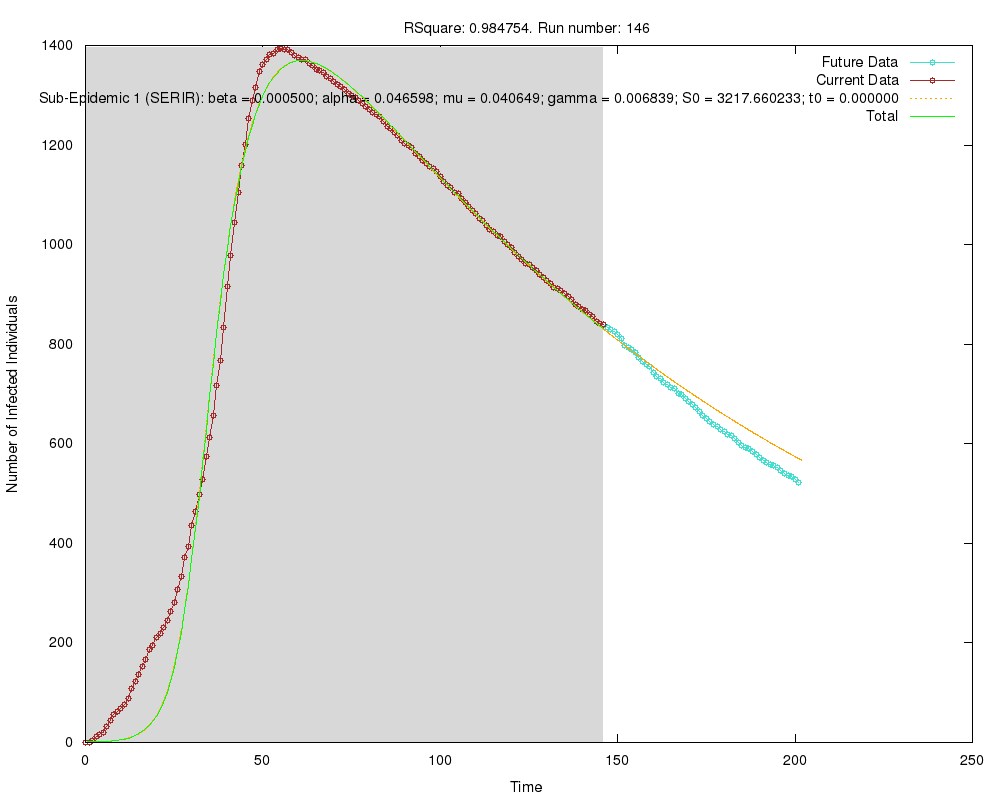 RSquare: 0.984754. Run number: 146
Future Data
Current Data
Sub-Epidemic 1 (SERIR): beta = 0.000500; alpha = 0.046598; mu = 0.040649; gamma = 0.006839; S0 = 3217.660233; t0 = 0.000000
Total
Number of Infected Individuals
1400
1200
1000
800
600
400
200
0
0 50 100 150 200 250
Time